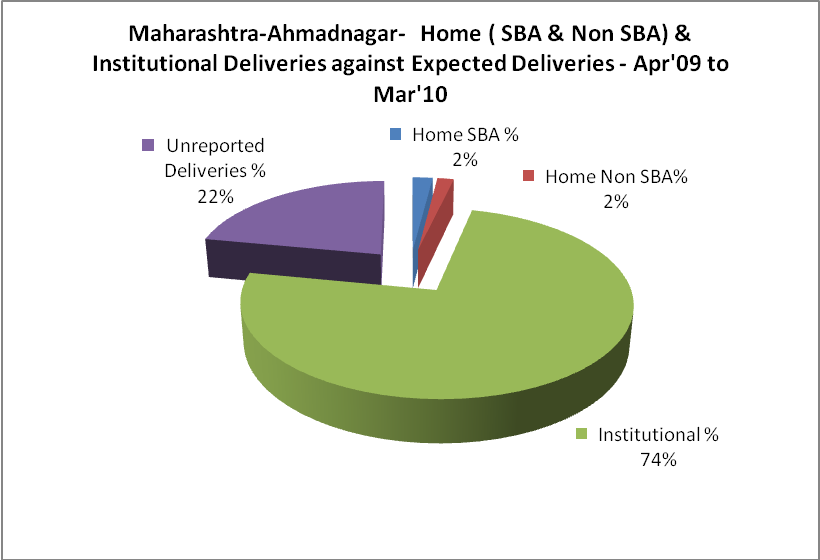 Maharashtra-Ahmadnagar- Home ( SBA & Non SBA) &
Institutional Deliveries against Expected Deliveries - Apr'09 to
Mar'10
Unreported
Deliveries %
22%
Home SBA %
2%
Home Non SBA%
2%
Institutional %
74%